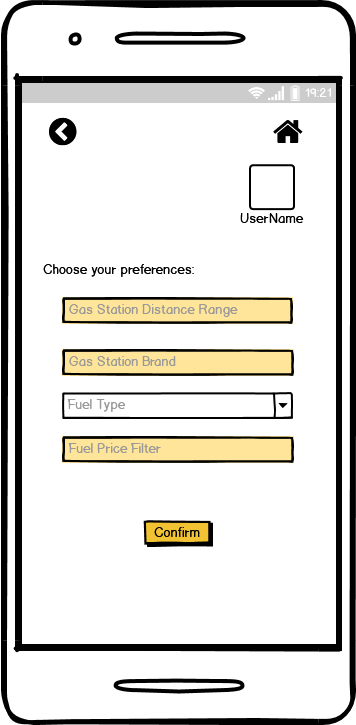 19:21
UserName
Choose your preferences:
Gas Station Distance Range
Gas Station Brand
Fuel Type
Fuel Price Filter
Confirm